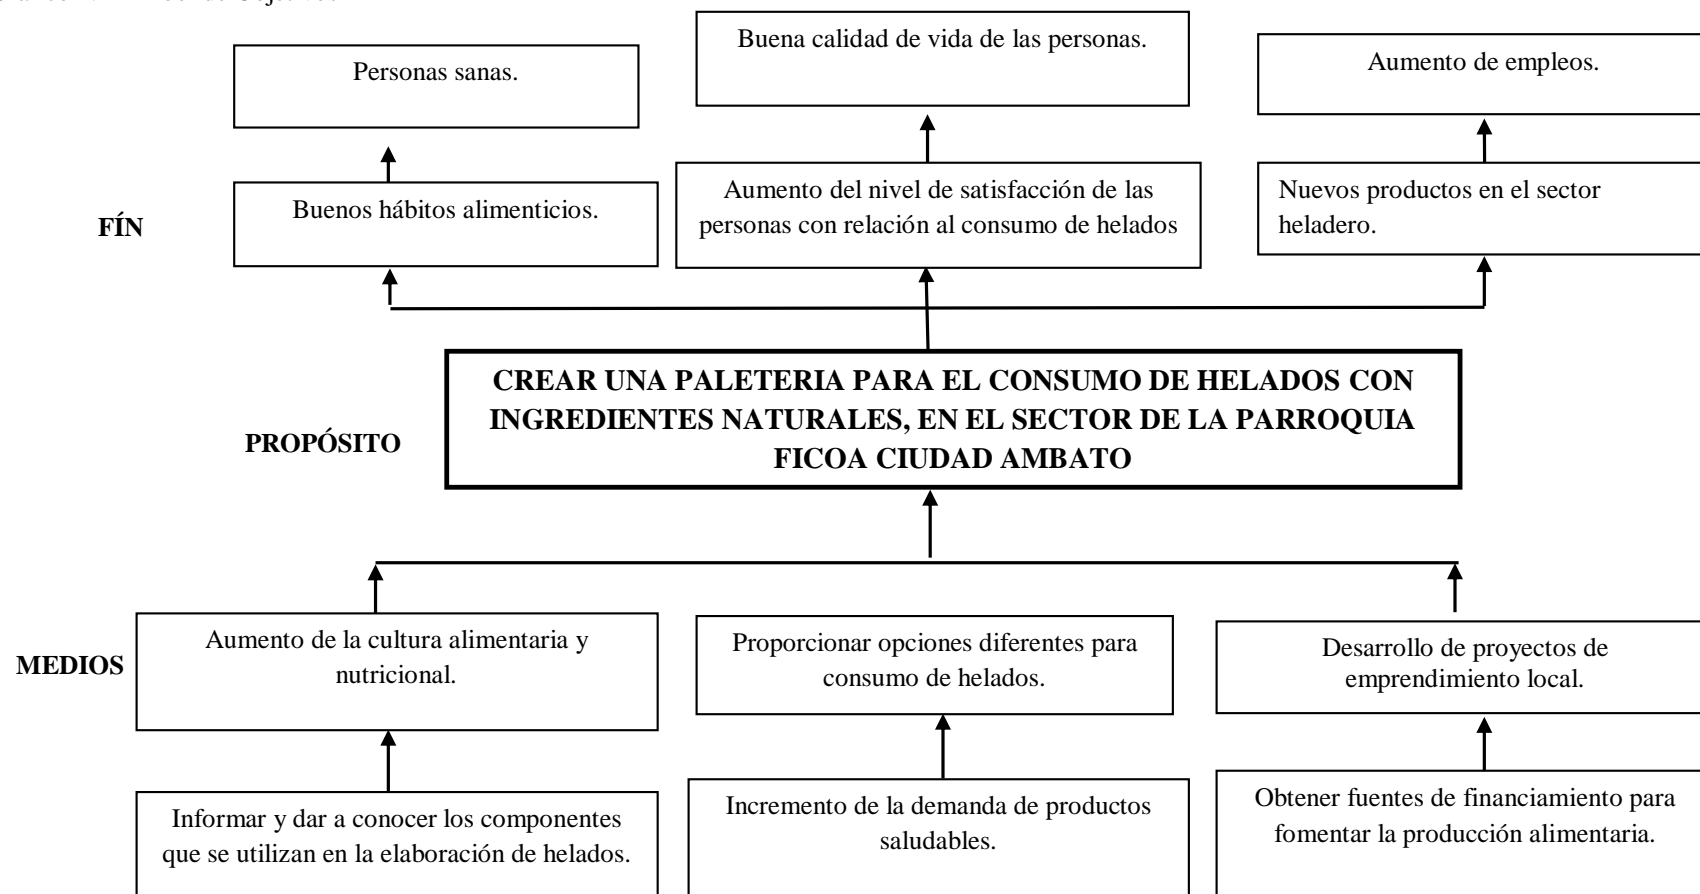 Buena calidad de vida de las personas.
Personas sanas.
Aumento de empleos.
FÍN
Buenos hábitos alimenticios.
Aumento del nivel de satisfacción de las
personas con relación al consumo de helados
Nuevos productos en el sector
heladero.
PROPÓSITO
CREAR UNA PALETERIA PARA EL CONSUMO DE HELADOS CON
INGREDIENTES NATURALES, EN EL SECTOR DE LA PARROQUIA
FICOA CIUDAD AMBATO
MEDIOS
Aumento de la cultura alimentaria y
nutricional.
Proporcionar opciones diferentes para
consumo de helados.
Desarrollo de proyectos de
emprendimiento local.
Informar y dar a conocer los componentes
que se utilizan en la elaboración de helados.
Incremento de la demanda de productos
saludables.
Obtener fuentes de financiamiento para
fomentar la producción alimentaria.